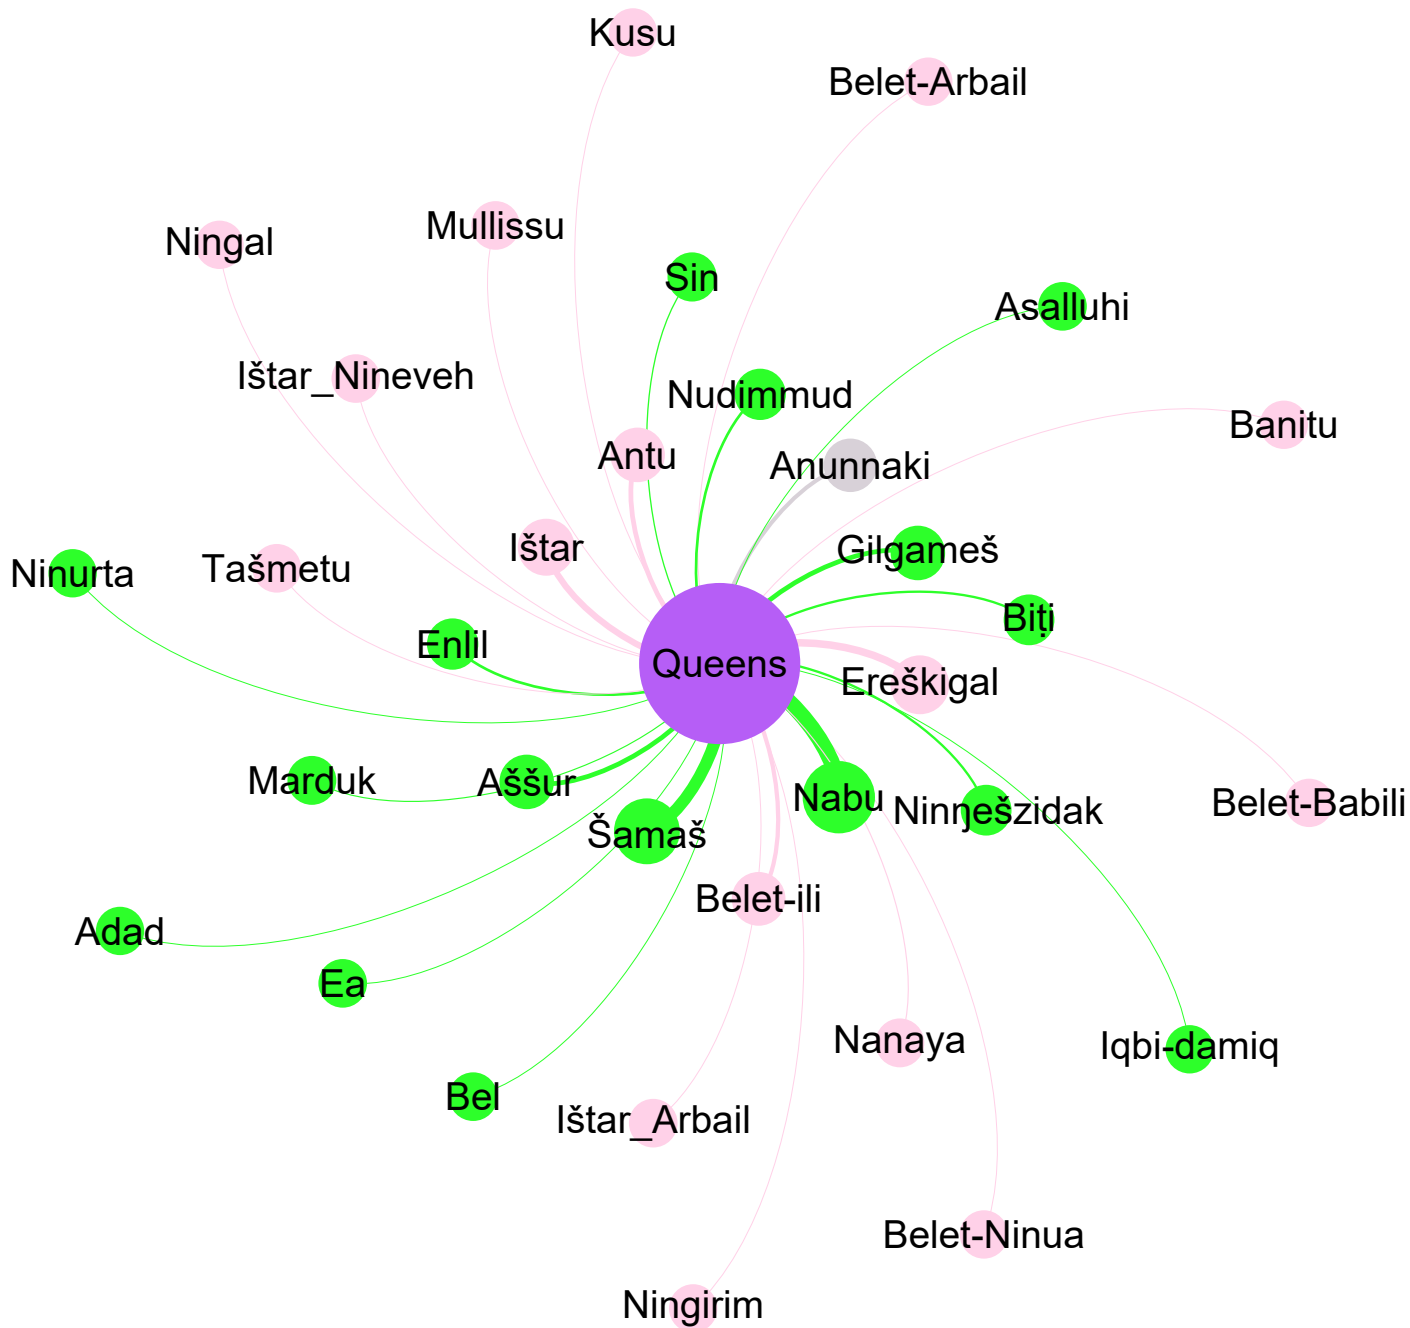 Kusu
Belet-Arbail
Mullissu
Ningal
Sin
Asalluhi
Ištar_Nineveh
Nudimmud
Banitu
Antu
Anunnaki
Ištar
Gilgameš
Ninurta
Tašmetu
Biṭi
Enlil
Queens
Ereškigal
Marduk
Aššur
Nabu
Ninŋešzidak
Belet-Babili
Šamaš
Belet-ili
Adad
Ea
Nanaya
Iqbi-damiq
Bel
Ištar_Arbail
Belet-Ninua
Ningirim